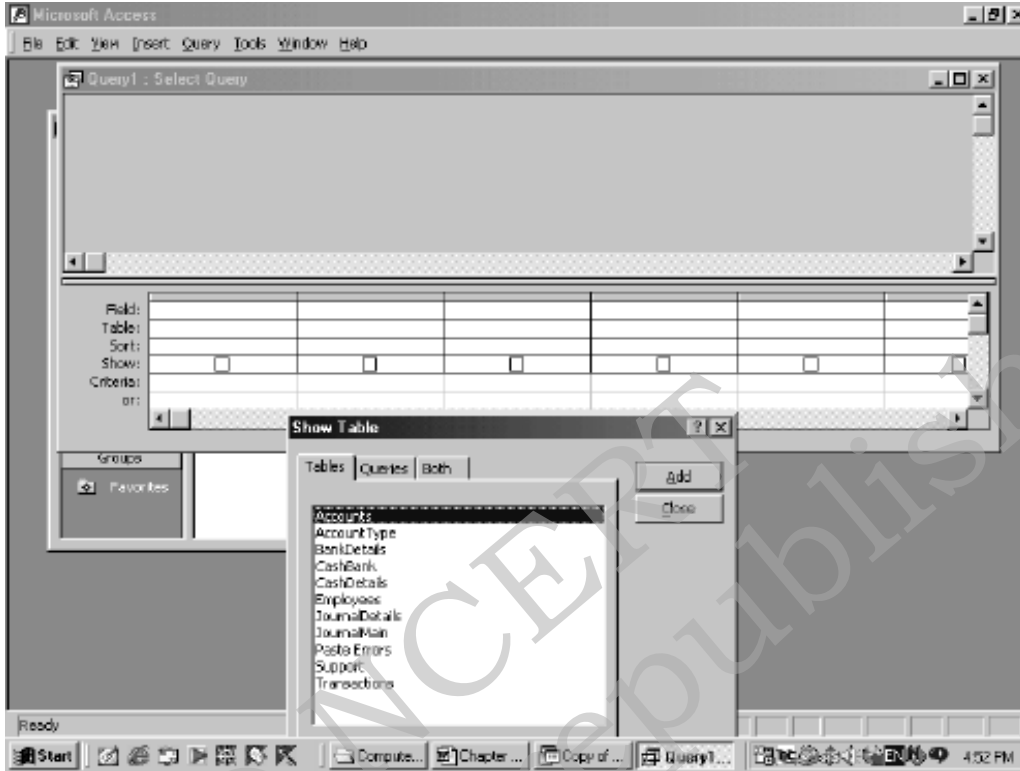 Microsoft Access
File Edit View Insert Query Tools Window Help
Query1 : Select Query
Field:
Table:
Sort:
Show:
Criteria:
or:
Show Table
Tables Queries Both
Add
Close
Accounts
AccountType
BankDetails
CashBank
CashDetails
Employees
JournalDetails
JournalMain
Paste Errors
Support
Transactions
Groups
Favorites
Ready
Start Compute... Chapter ... Copy of ... Query1... 4:52 PM
NCERT
republish